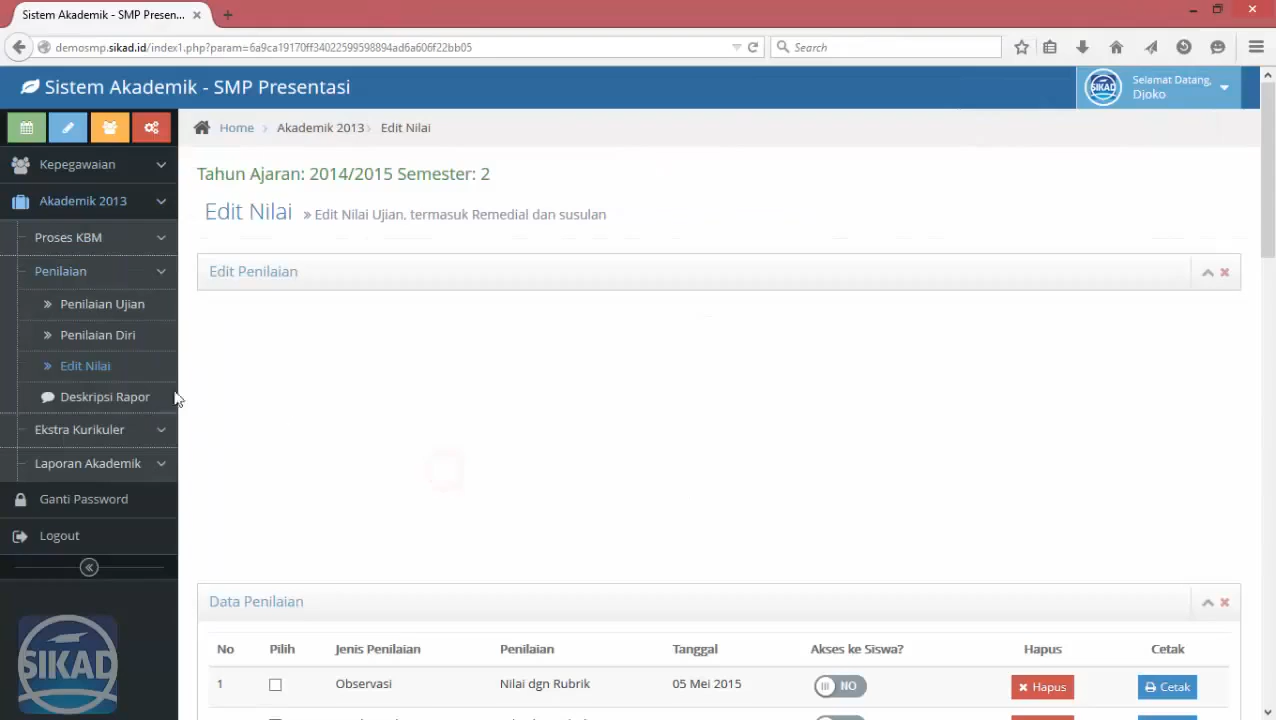 Sistem Akademik - SMP Presen...
demosmp.sikad.id/index1.php?param=6a9ca19170ff34022599598894ad6a606f22bb05
Search
Sistem Akademik - SMP Presentasi
SIKAD
Selamat Datang,
Djoko
Home
Akademik 2013
Edit Nilai
Kepegawaian
Akademik 2013
Proses KBM
Penilaian
Penilaian Ujian
Penilaian Diri
Edit Nilai
Deskripsi Rapor
Ekstra Kurikuler
Laporan Akademik
Ganti Password
Logout
SIKAD
Tahun Ajaran: 2014/2015 Semester: 2
Edit Nilai » Edit Nilai Ujian, termasuk Remedial dan susulan
Edit Penilaian
Data Penilaian
No Pilih Jenis Penilaian Penilaian Tanggal Akses ke Siswa? Hapus Cetak
1 Observasi Nilai dgn Rubrik 05 Mei 2015 NO Hapus Cetak